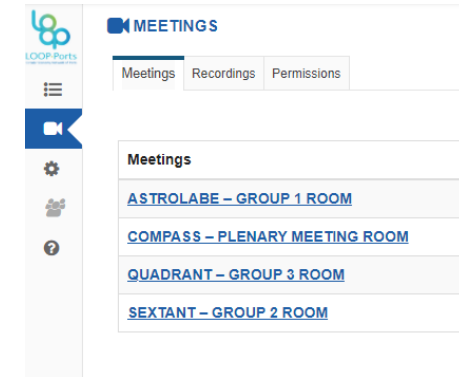 LOOP-Ports
MEETINGS
Meetings Recordings Permissions
Meetings
ASTROLABE – GROUP 1 ROOM
COMPASS – PLENARY MEETING ROOM
QUADRANT – GROUP 3 ROOM
SEXTANT – GROUP 2 ROOM